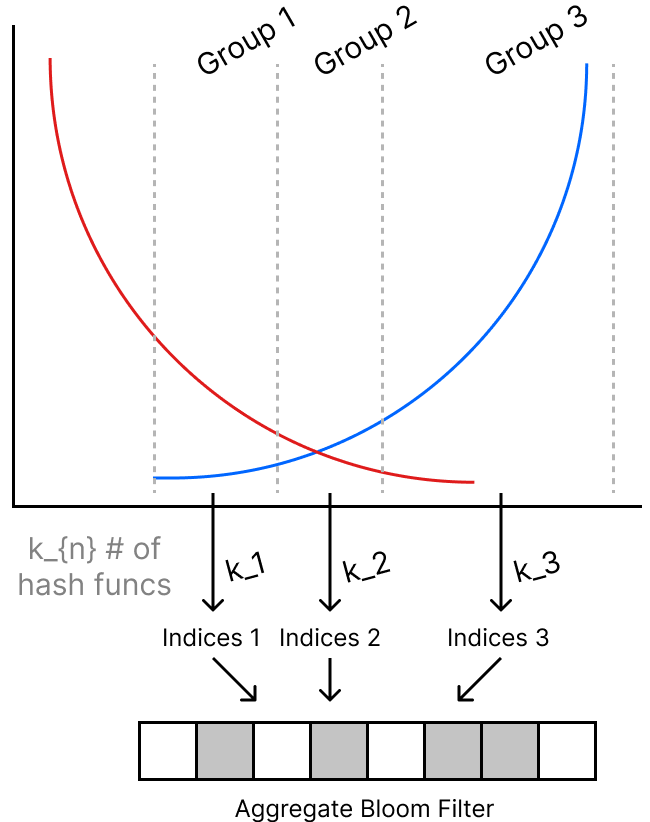 Group 1
Group 2
Group 3
k_{n} # of
hash funcs
k_1
k_2
k_3
Indices 1
Indices 2
Indices 3
Aggregate Bloom Filter